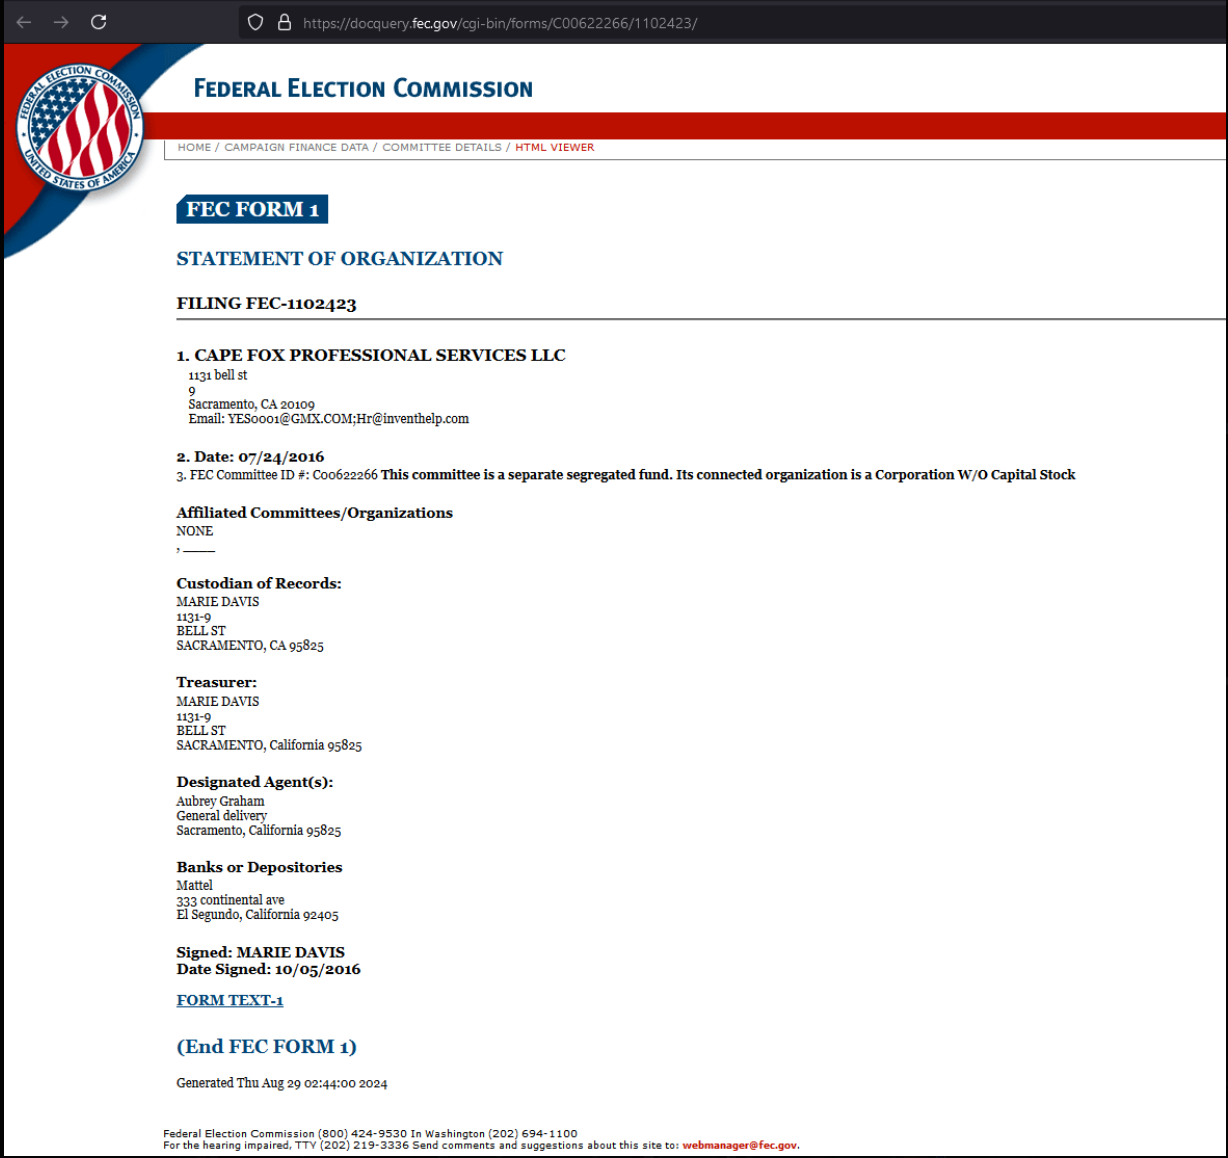 https://docquery.fec.gov/cgi-bin/forms/C00622266/1102423/
FEDERAL ELECTION COMMISSION
FEDERAL ELECTION COMMISSION
UNITED STATES OF AMERICA
HOME / CAMPAIGN FINANCE DATA / COMMITTEE DETAILS / HTML VIEWER
FEC FORM 1
STATEMENT OF ORGANIZATION
FILING FEC-1102423
1. CAPE FOX PROFESSIONAL SERVICES LLC
1131 bell st
9
Sacramento, CA 20109
Email: YES0001@GMX.COM;Hr@inventhelp.com
2. Date: 07/24/2016
3. FEC Committee ID #: C00622266 This committee is a separate segregated fund. Its connected organization is a Corporation W/O Capital Stock
Affiliated Committees/Organizations
NONE
, ____
Custodian of Records:
MARIE DAVIS
1131-9
BELL ST
SACRAMENTO, CA 95825
Treasurer:
MARIE DAVIS
1131-9
BELL ST
SACRAMENTO, California 95825
Designated Agent(s):
Aubrey Graham
General delivery
Sacramento, California 95825
Banks or Depositories
Mattel
333 continental ave
El Segundo, California 92405
Signed: MARIE DAVIS
Date Signed: 10/05/2016
FORM TEXT-1
(End FEC FORM 1)
Generated Thu Aug 29 02:44:00 2024
Federal Election Commission (800) 424-9530 In Washington (202) 694-1100
For the hearing impaired, TTY (202) 219-3336 Send comments and suggestions about this site to: webmanager@fec.gov.